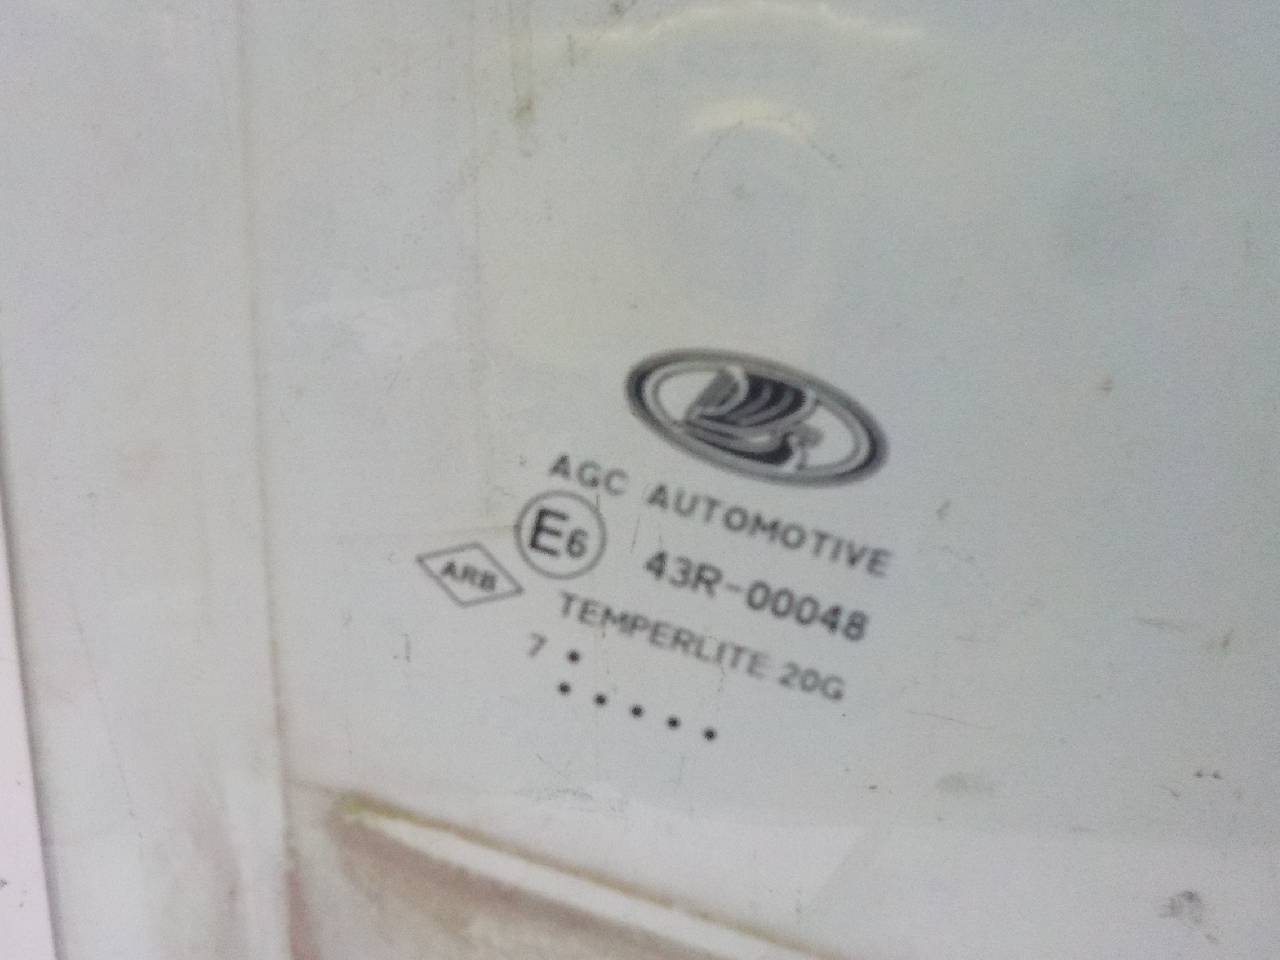 AGC AUTOMOTIVE
E6 43R-00048
ARB
TEMPERLITE 20G
7